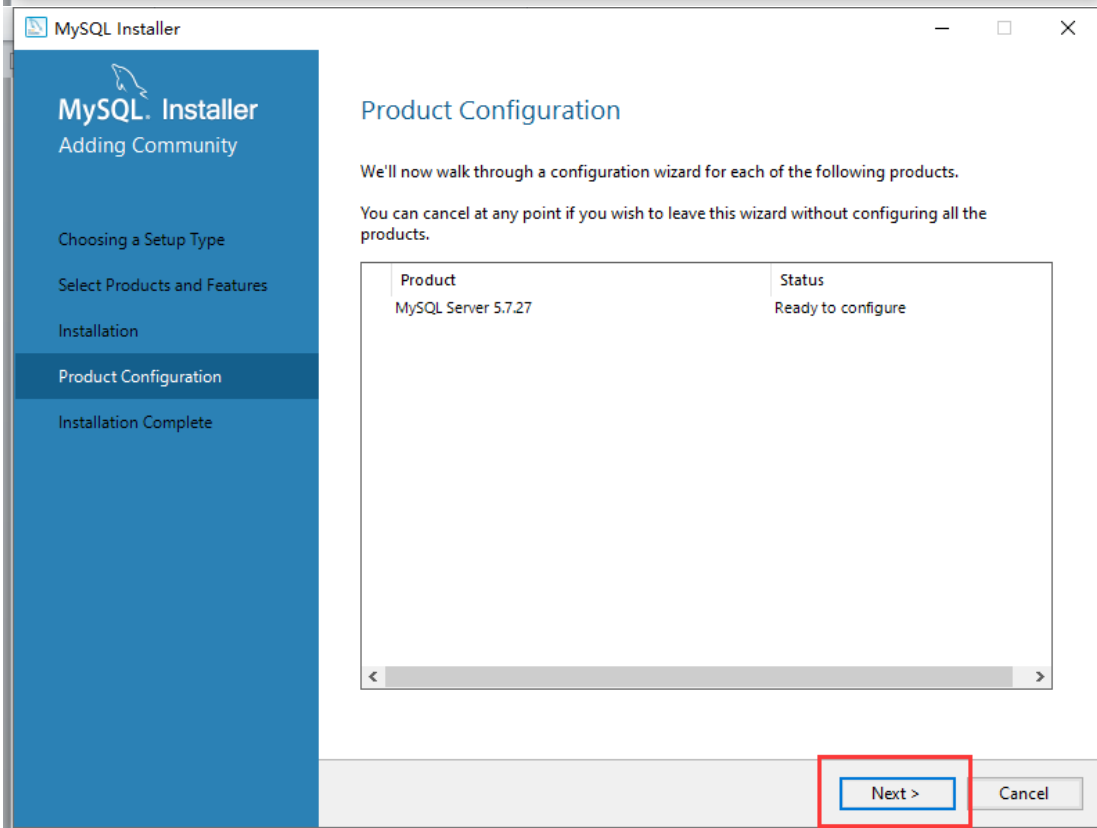 MySQL Installer
MySQL. Installer
Adding Community
Choosing a Setup Type
Select Products and Features
Installation
Product Configuration
Installation Complete
Product Configuration
We'll now walk through a configuration wizard for each of the following products.
You can cancel at any point if you wish to leave this wizard without configuring all the
products.
Product Status
MySQL Server 5.7.27 Ready to configure
Next > Cancel